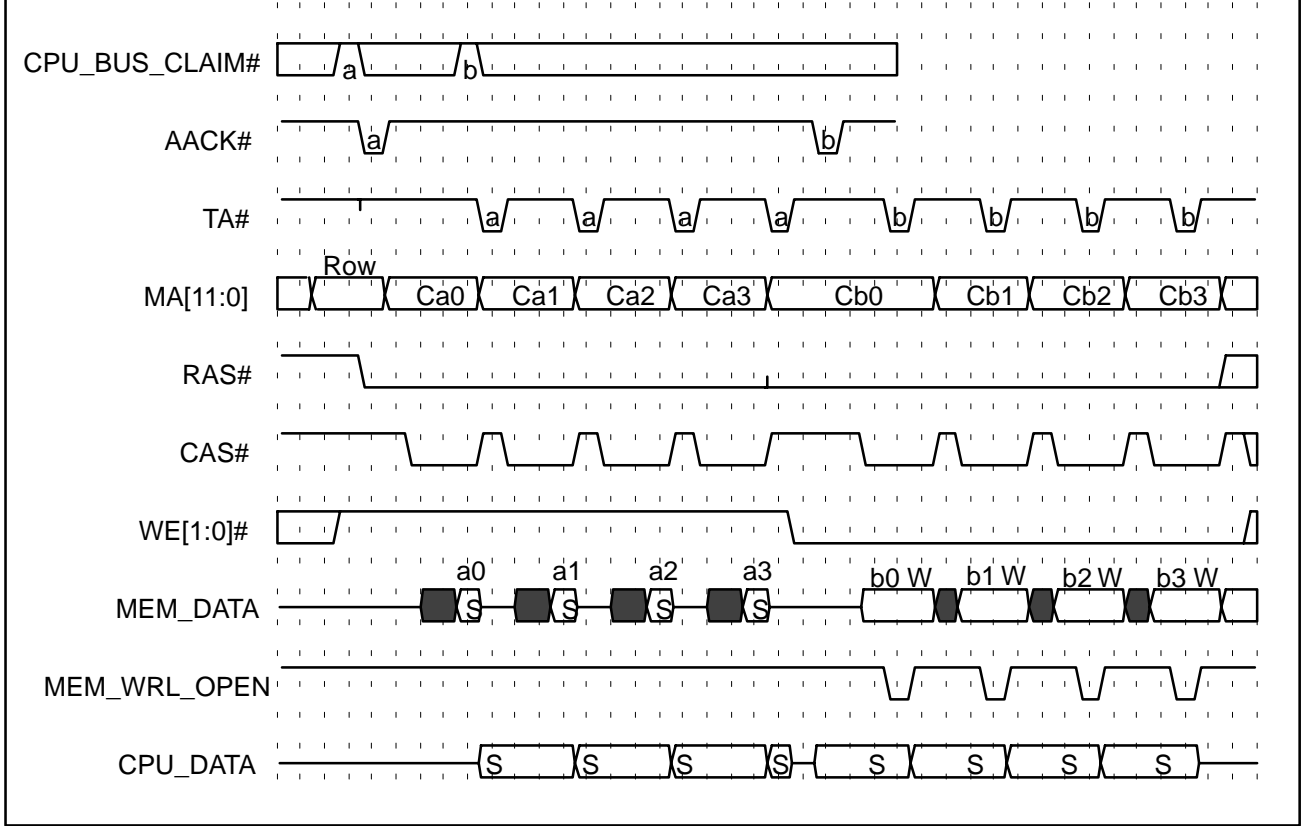 CPU_BUS_CLAIM# a b
AACK# a b
TA# a a a a b b b b
Row
MA[11:0] Ca0 Ca1 Ca2 Ca3 Cb0 Cb1 Cb2 Cb3
RAS#
CAS#
WE[1:0]#
a0 a1 a2 a3 b0 W b1 W b2 W b3 W
MEM_DATA S S S S
MEM_WRL_OPEN
CPU_DATA S S S S S S S S